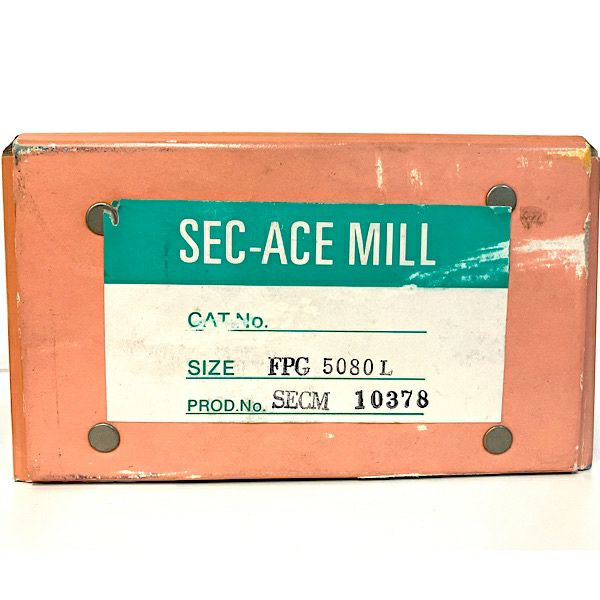 SEC-ACE MILL
CAT.No.
SIZE FPG 5080 L
PROD.No. SECM 10378